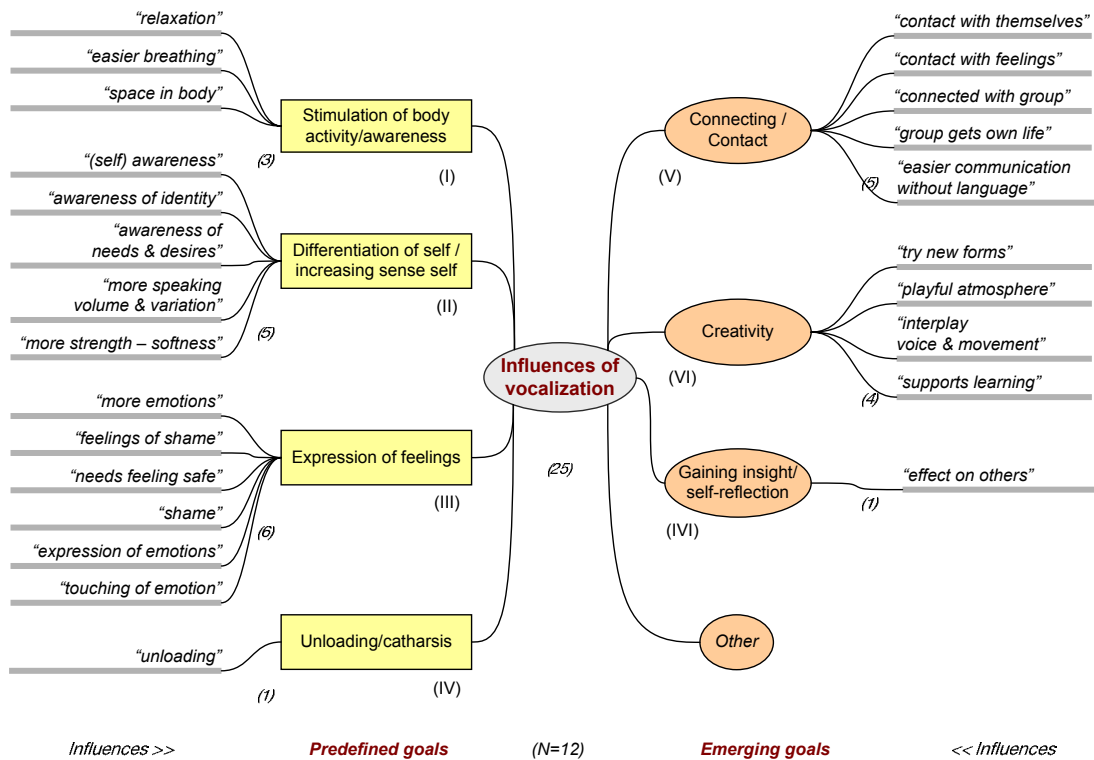 “relaxation”
“easier breathing”
“space in body”
Stimulation of body
activity/awareness
(3)
(I)
“(self) awareness”
“awareness of identity”
“awareness of
needs & desires”
“more speaking
volume & variation”
“more strength – softness”
Differentiation of self /
increasing sense self
(5)
(II)
“more emotions”
“feelings of shame”
“needs feeling safe”
“shame”
“expression of emotions”
“touching of emotion”
Expression of feelings
(6)
(III)
“unloading”
Unloading/catharsis
(1)
(IV)
Influences of
vocalization
(25)
Connecting /
Contact
(V)
(5)
“contact with themselves”
“contact with feelings”
“connected with group”
“group gets own life”
“easier communication
without language”
Creativity
(VI)
(4)
“try new forms”
“playful atmosphere”
“interplay
voice & movement”
“supports learning”
Gaining insight/
self-reflection
(IVI)
(1)
“effect on others”
Other
Influences >>
Predefined goals
(N=12)
Emerging goals
<< Influences